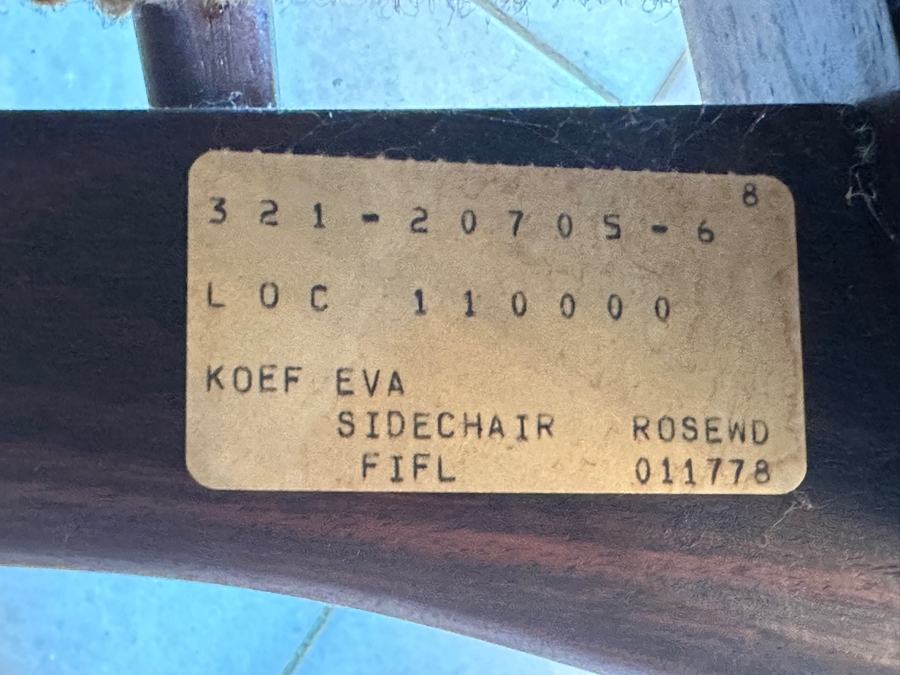 8
321-20705-6
LOC 110000
KOEF EVA
SIDECHAIR ROSEWD
FIFL 011778